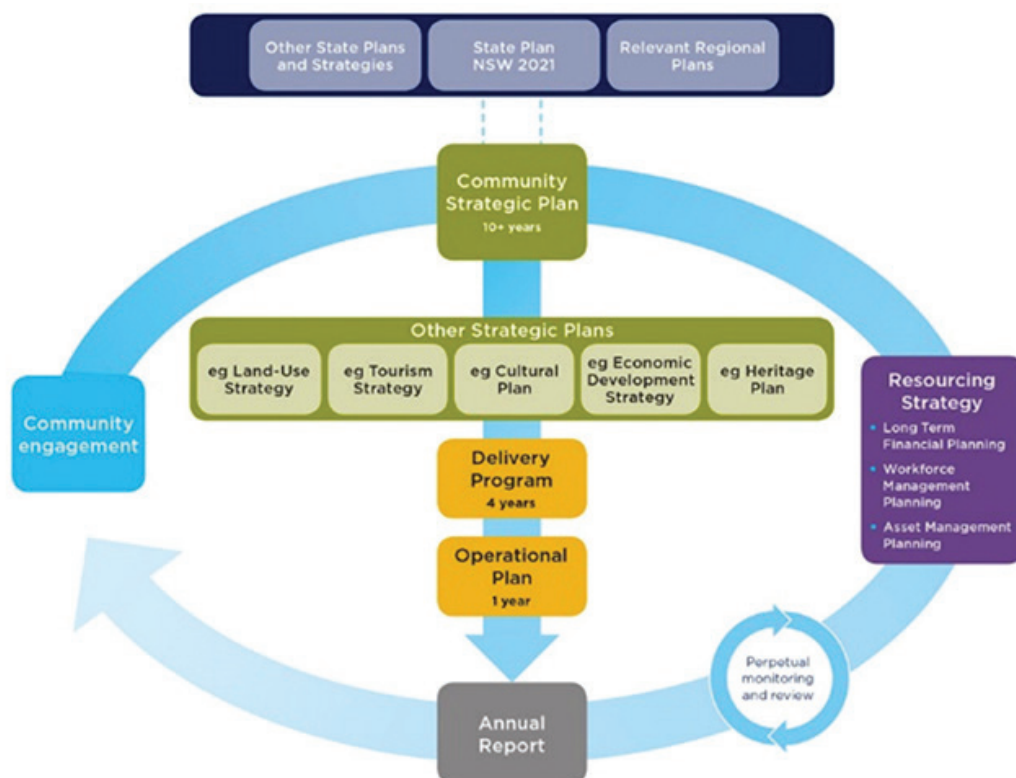 Other State Plans
and Strategies
State Plan
NSW 2021
Relevant Regional
Plans
Community
Strategic Plan
10+ years
Other Strategic Plans
eg Land-Use
Strategy
eg Tourism
Strategy
eg Cultural
Plan
eg Economic
Development
Strategy
eg Heritage
Plan
Community
engagement
Resourcing
Strategy
Long Term
Financial Planning
Workforce
Management
Planning
Asset Management
Planning
Delivery
Program
4 years
Operational
Plan
1 year
Perpetual
monitoring
and review
Annual
Report